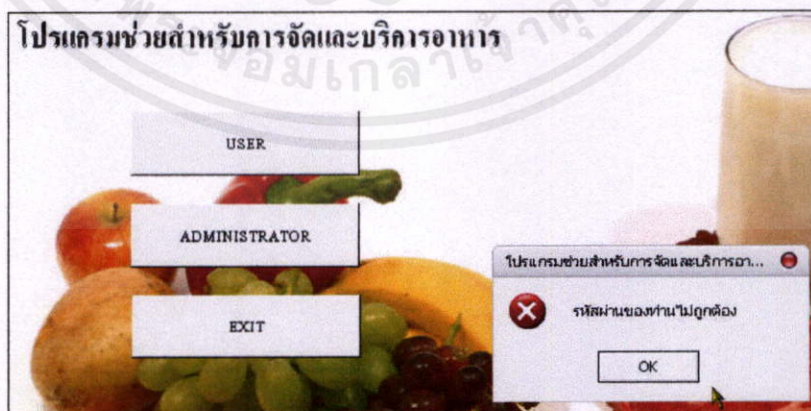 โปรแกรมช่วยสำหรับการจัดและบริการอาหาร
USER
ADMINISTRATOR
EXIT
โปรแกรมช่วยสำหรับการจัดและบริการอา...
รหัสผ่านของท่านไม่ถูกต้อง
OK